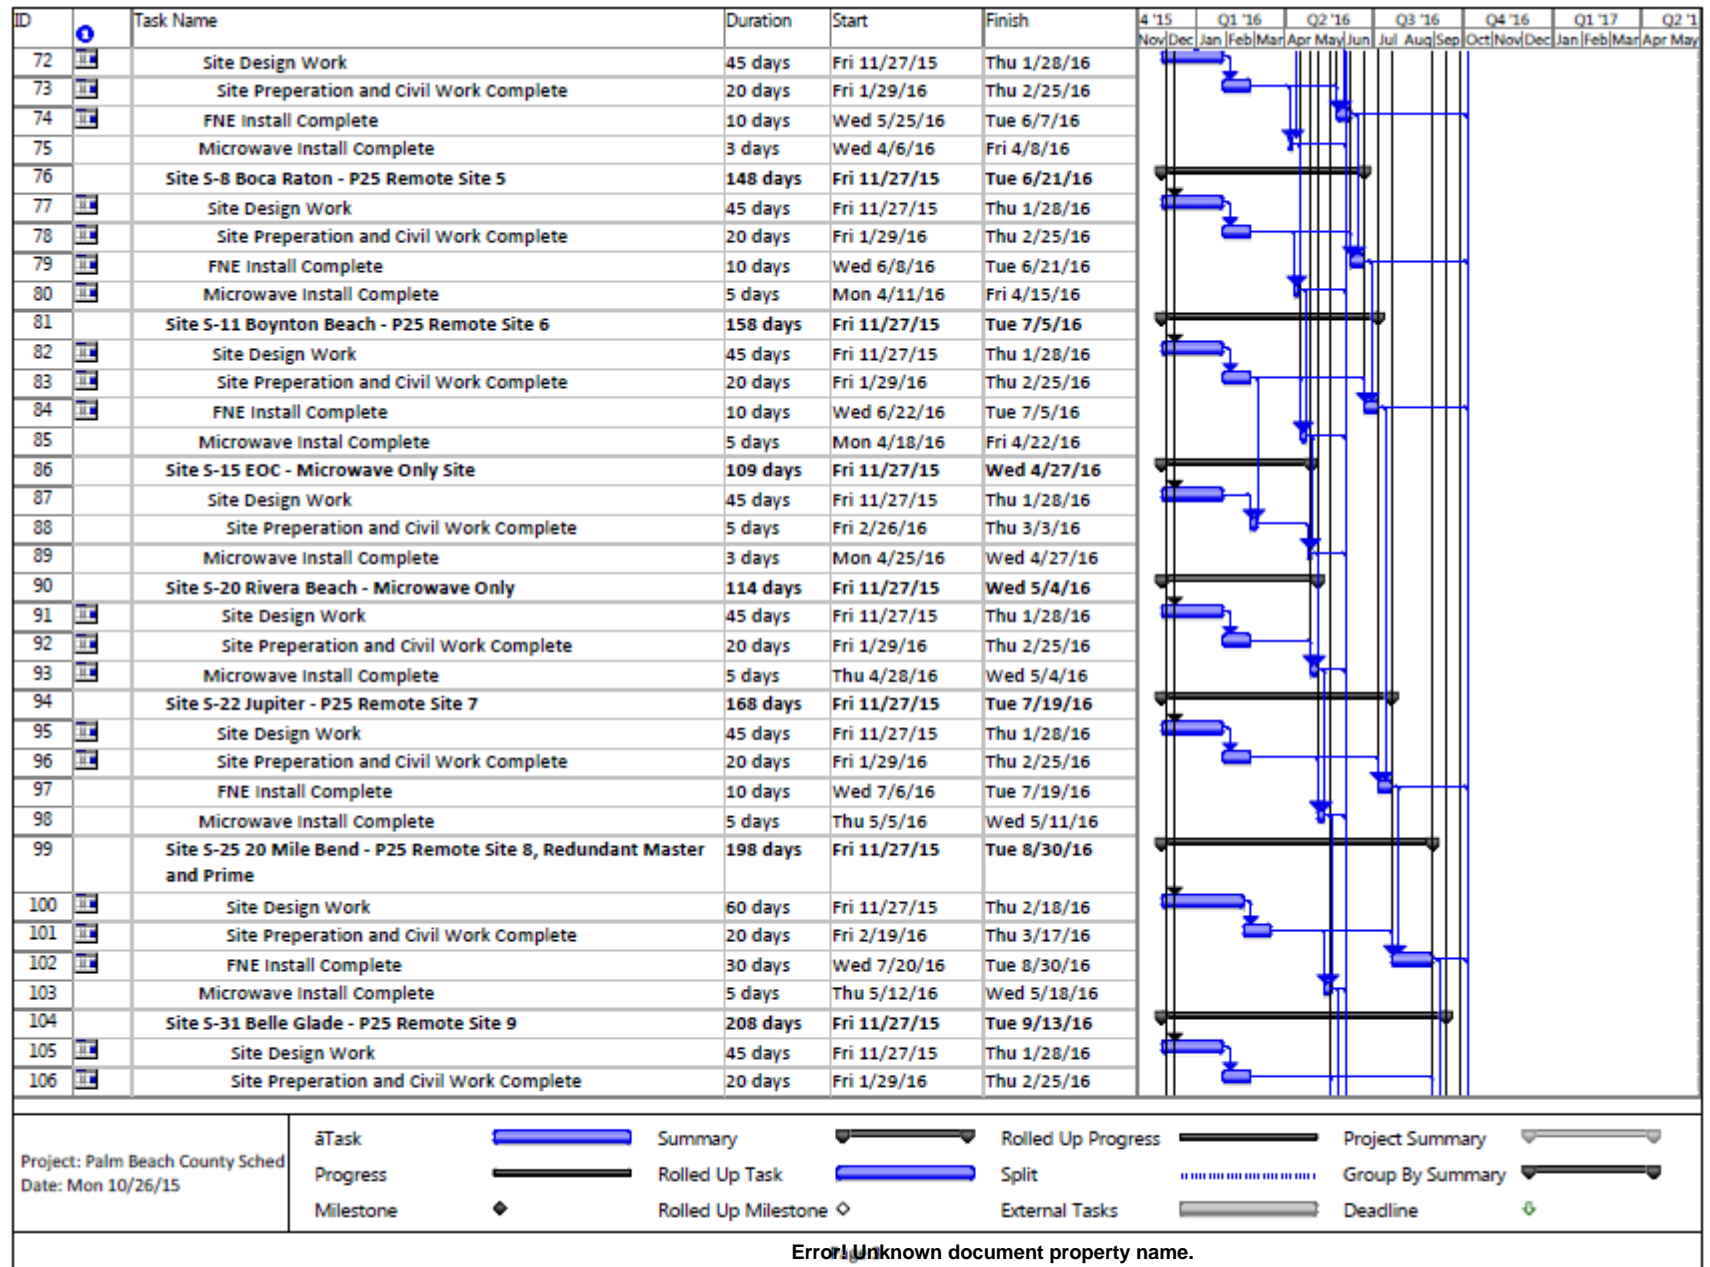 ID Task Name Duration Start Finish 4 '15 Q1 '16 Q2 '16 Q3 '16 Q4 '16 Q1 '17 Q2 '1
Nov Dec Jan Feb Mar Apr May Jun Jul Aug Sep Oct Nov Dec Jan Feb Mar Apr May
72 Site Design Work 45 days Fri 11/27/15 Thu 1/28/16
73 Site Preperation and Civil Work Complete 20 days Fri 1/29/16 Thu 2/25/16
74 FNE Install Complete 10 days Wed 5/25/16 Tue 6/7/16
75 Microwave Install Complete 3 days Wed 4/6/16 Fri 4/8/16
76 Site S-8 Boca Raton - P25 Remote Site 5 148 days Fri 11/27/15 Tue 6/21/16
77 Site Design Work 45 days Fri 11/27/15 Thu 1/28/16
78 Site Preperation and Civil Work Complete 20 days Fri 1/29/16 Thu 2/25/16
79 FNE Install Complete 10 days Wed 6/8/16 Tue 6/21/16
80 Microwave Install Complete 5 days Mon 4/11/16 Fri 4/15/16
81 Site S-11 Boynton Beach - P25 Remote Site 6 158 days Fri 11/27/15 Tue 7/5/16
82 Site Design Work 45 days Fri 11/27/15 Thu 1/28/16
83 Site Preperation and Civil Work Complete 20 days Fri 1/29/16 Thu 2/25/16
84 FNE Install Complete 10 days Wed 6/22/16 Tue 7/5/16
85 Microwave Instal Complete 5 days Mon 4/18/16 Fri 4/22/16
86 Site S-15 EOC - Microwave Only Site 109 days Fri 11/27/15 Wed 4/27/16
87 Site Design Work 45 days Fri 11/27/15 Thu 1/28/16
88 Site Preperation and Civil Work Complete 5 days Fri 2/26/16 Thu 3/3/16
89 Microwave Install Complete 3 days Mon 4/25/16 Wed 4/27/16
90 Site S-20 Rivera Beach - Microwave Only 114 days Fri 11/27/15 Wed 5/4/16
91 Site Design Work 45 days Fri 11/27/15 Thu 1/28/16
92 Site Preperation and Civil Work Complete 20 days Fri 1/29/16 Thu 2/25/16
93 Microwave Install Complete 5 days Thu 4/28/16 Wed 5/4/16
94 Site S-22 Jupiter - P25 Remote Site 7 168 days Fri 11/27/15 Tue 7/19/16
95 Site Design Work 45 days Fri 11/27/15 Thu 1/28/16
96 Site Preperation and Civil Work Complete 20 days Fri 1/29/16 Thu 2/25/16
97 FNE Install Complete 10 days Wed 7/6/16 Tue 7/19/16
98 Microwave Install Complete 5 days Thu 5/5/16 Wed 5/11/16
99 Site S-25 20 Mile Bend - P25 Remote Site 8, Redundant Master 198 days Fri 11/27/15 Tue 8/30/16
and Prime
100 Site Design Work 60 days Fri 11/27/15 Thu 2/18/16
101 Site Preperation and Civil Work Complete 20 days Fri 2/19/16 Thu 3/17/16
102 FNE Install Complete 30 days Wed 7/20/16 Tue 8/30/16
103 Microwave Install Complete 5 days Thu 5/12/16 Wed 5/18/16
104 Site S-31 Belle Glade - P25 Remote Site 9 208 days Fri 11/27/15 Tue 9/13/16
105 Site Design Work 45 days Fri 11/27/15 Thu 1/28/16
106 Site Preperation and Civil Work Complete 20 days Fri 1/29/16 Thu 2/25/16
Project: Palm Beach County Sched
Date: Mon 10/26/15
âTask Summary Rolled Up Progress Project Summary
Progress Rolled Up Task Split Group By Summary
Milestone Rolled Up Milestone External Tasks Deadline
Error! Unknown document property name.